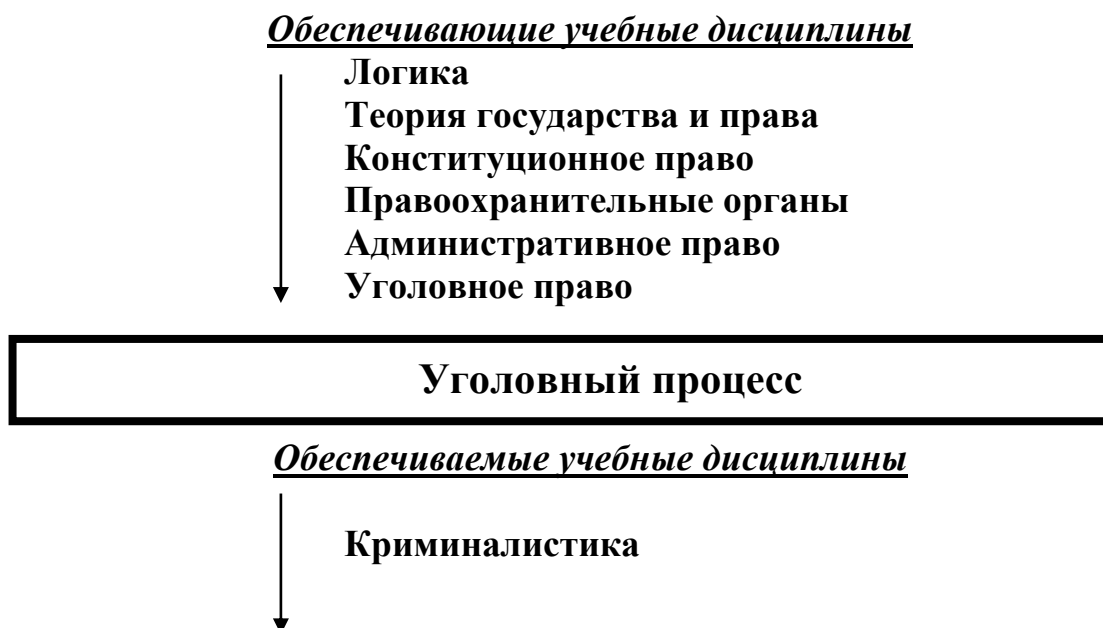 Обеспечивающие учебные дисциплины
Логика
Теория государства и права
Конституционное право
Правоохранительные органы
Административное право
Уголовное право
Уголовный процесс
Обеспечиваемые учебные дисциплины
Криминалистика